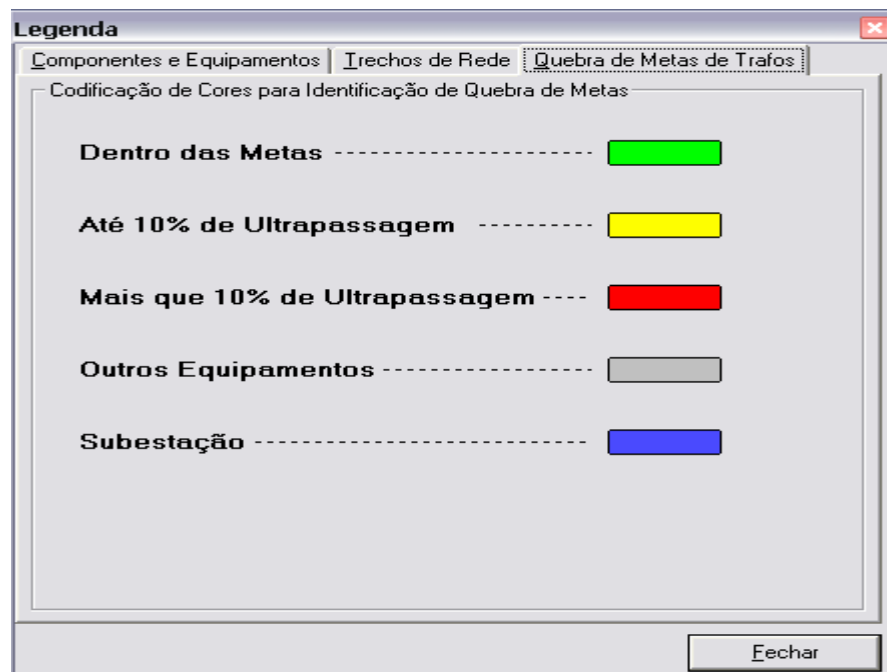 Legenda
Componentes e Equipamentos Trechos de Rede Quebra de Metas de Trafos
Codificação de Cores para Identificação de Quebra de Metas
Dentro das Metas
Até 10% de Ultrapassagem
Mais que 10% de Ultrapassagem
Outros Equipamentos
Subestação
Fechar